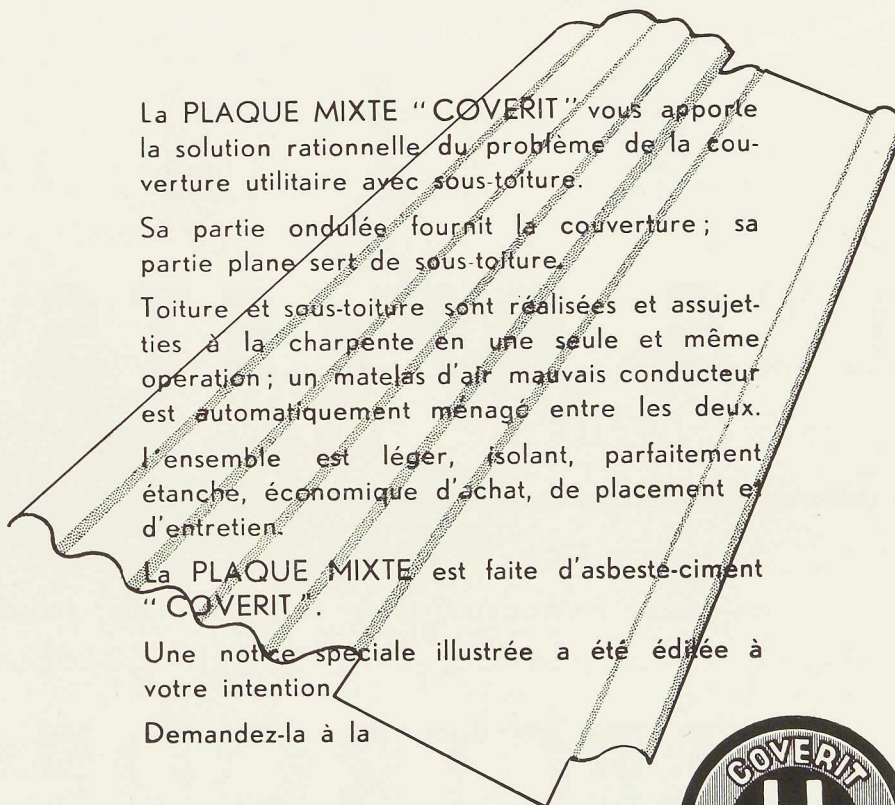 La PLAQUE MIXTE “COVERIT” vous apporte
la solution rationnelle du problème de la cou-
verture utilitaire avec sous-toiture.
Sa partie ondulée fournit la couverture ; sa
partie plane sert de sous-toiture.
Toiture et sous-toiture sont réalisées et assujet-
ties à la charpente en une seule et même
opération ; un matelas d'air mauvais conducteur
est automatiquement ménagé entre les deux.
L'ensemble est léger, isolant, parfaitement
étanche, économique d'achat, de placement et
d'entretien.
La PLAQUE MIXTE est faite d'asbeste-ciment
“COVERIT”.
Une notice spéciale illustrée a été éditée à
votre intention.
Demandez-la à la
COVERIT